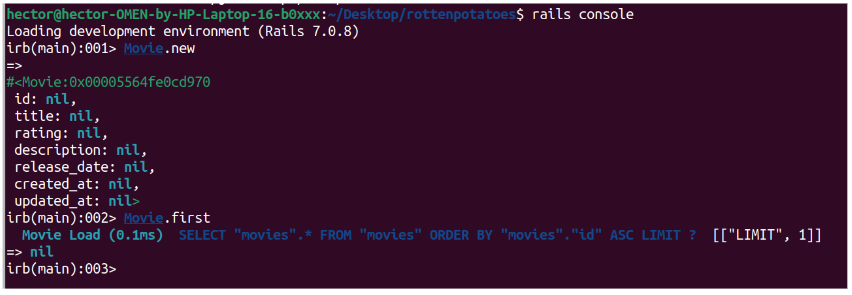 hector@hector-OMEN-by-HP-Laptop-16-b0xxx:~/Desktop/rottenpotatoes$ rails console
Loading development environment (Rails 7.0.8)
irb(main):001> Movie.new
=>
#<Movie:0x00005564fe0cd970
 id: nil,
 title: nil,
 rating: nil,
 description: nil,
 release_date: nil,
 created_at: nil,
 updated_at: nil>
irb(main):002> Movie.first
  Movie Load (0.1ms)  SELECT "movies".* FROM "movies" ORDER BY "movies"."id" ASC LIMIT ?  [["LIMIT", 1]]
=> nil
irb(main):003>